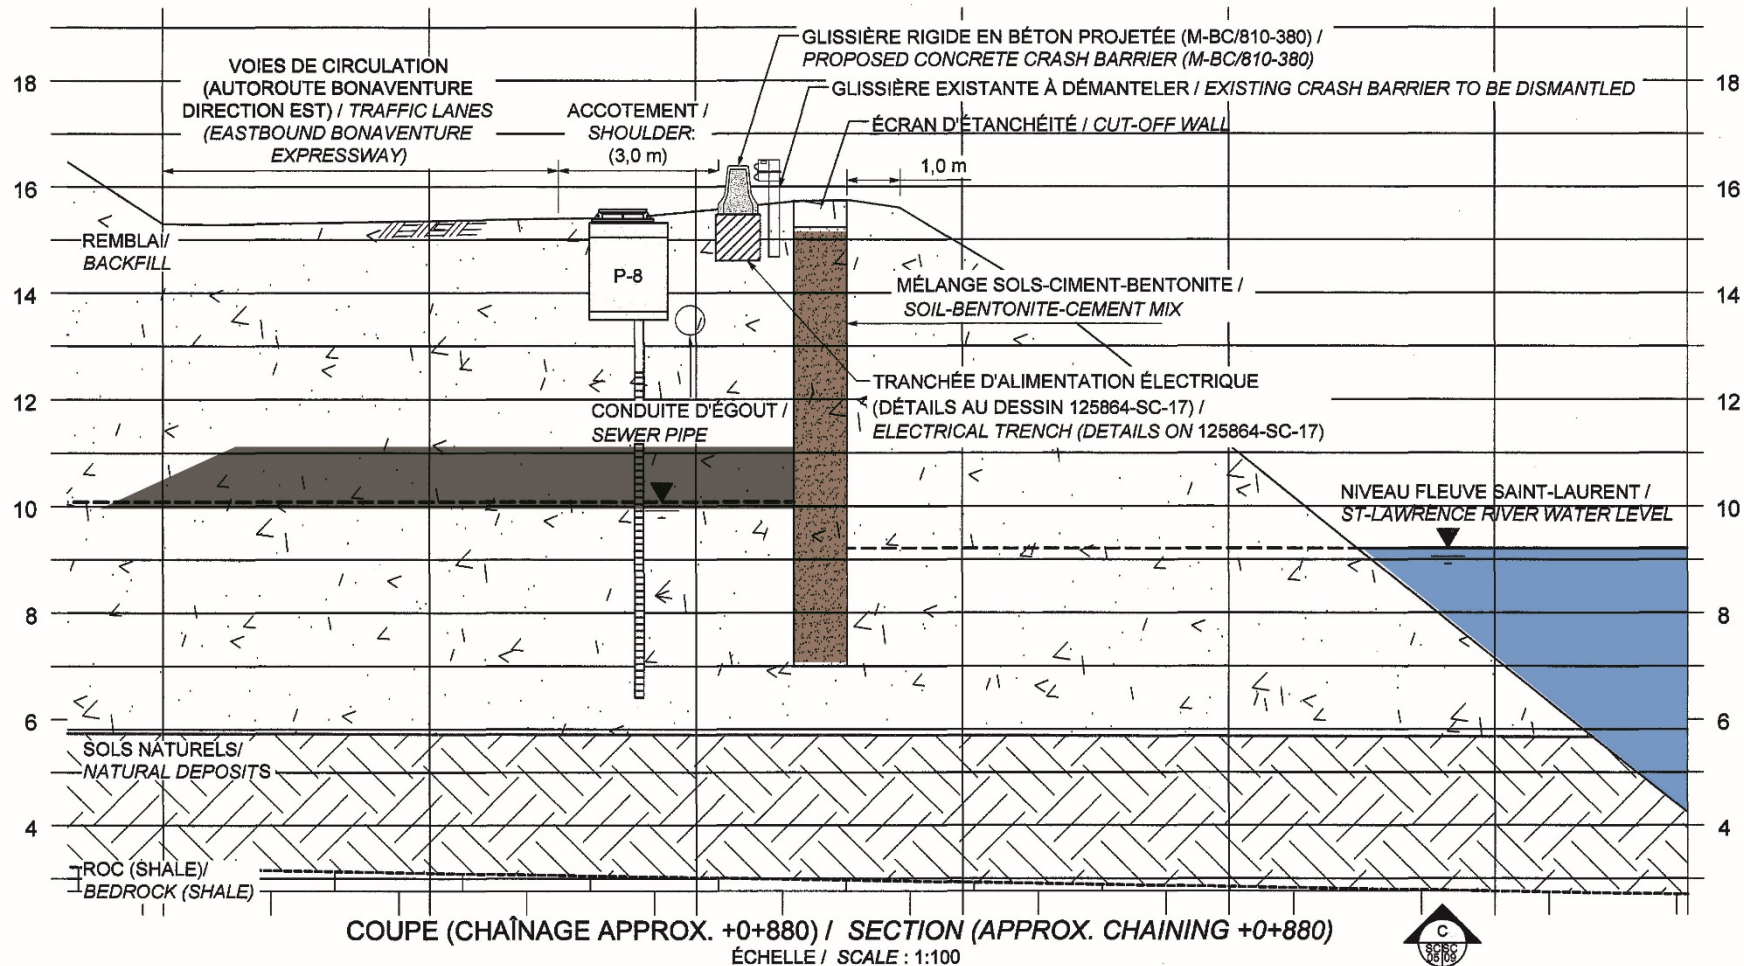 GLISSIÈRE RIGIDE EN BÉTON PROJETÉE (M-BC/810-380) /
PROPOSED CONCRETE CRASH BARRIER (M-BC/810-380)
GLISSIÈRE EXISTANTE À DÉMANTELER / EXISTING CRASH BARRIER TO BE DISMANTLED
ÉCRAN D'ÉTANCHÉITÉ / CUT-OFF WALL
VOIES DE CIRCULATION
(AUTOROUTE BONAVENTURE
DIRECTION EST) / TRAFFIC LANES
(EASTBOUND BONAVENTURE
EXPRESSWAY)
ACCOTEMENT /
SHOULDER:
(3,0 m)
1,0 m
18
16
14
12
10
8
6
4
18
16
14
12
10
8
6
4
REMBLAI/
BACKFILL
P-8
MÉLANGE SOLS-CIMENT-BENTONITE /
SOIL-BENTONITE-CEMENT MIX
TRANCHÉE D'ALIMENTATION ÉLECTRIQUE
(DÉTAILS AU DESSIN 125864-SC-17) /
ELECTRICAL TRENCH (DETAILS ON 125864-SC-17)
CONDUITE D'ÉGOUT /
SEWER PIPE
NIVEAU FLEUVE SAINT-LAURENT /
ST-LAWRENCE RIVER WATER LEVEL
SOLS NATURELS/
NATURAL DEPOSITS
ROC (SHALE)/
BEDROCK (SHALE)
COUPE (CHAÎNAGE APPROX. +0+880) / SECTION (APPROX. CHAINING +0+880)
ÉCHELLE / SCALE : 1:100
C
SC SC
05 09